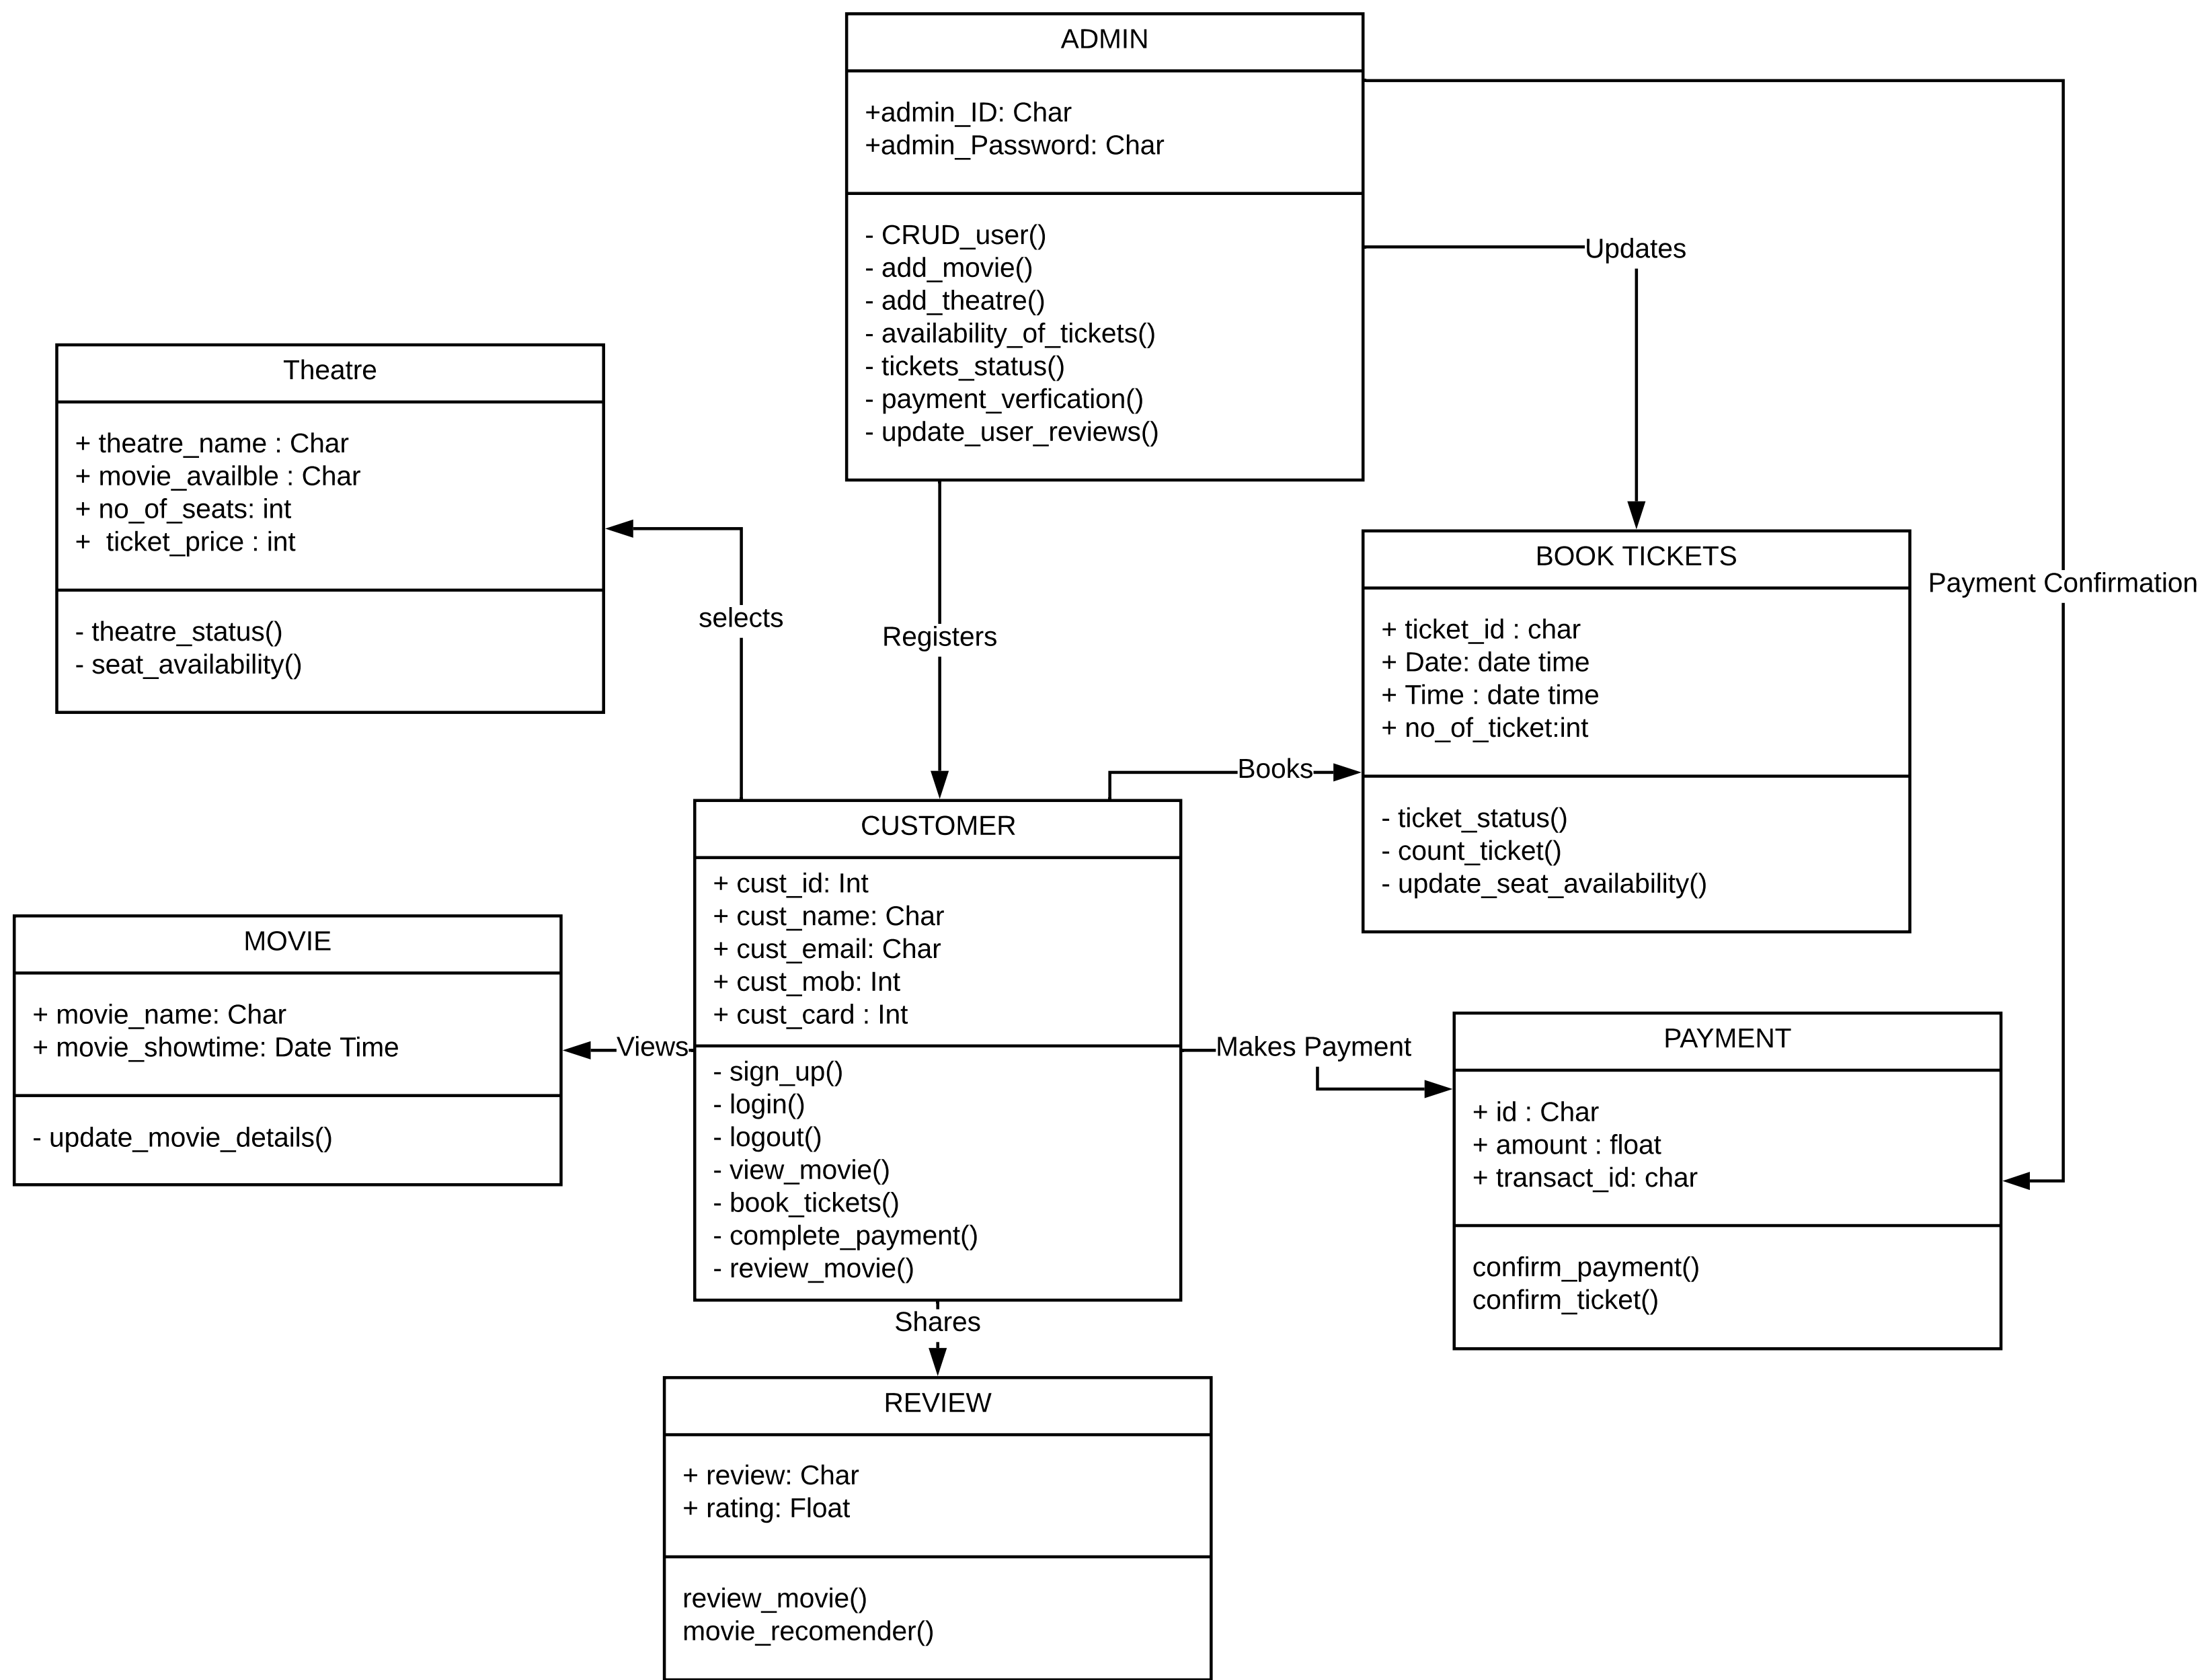 ADMIN
+admin_ID: Char
+admin_Password: Char
- CRUD_user()
- add_movie()
- add_theatre()
- availability_of_tickets()
- tickets_status()
- payment_verfication()
- update_user_reviews()
Updates
Payment Confirmation
Theatre
+ theatre_name : Char
+ movie_availble : Char
+ no_of_seats: int
+  ticket_price : int
- theatre_status()
- seat_availability()
selects
Registers
BOOK TICKETS
+ ticket_id : char
+ Date: date time
+ Time : date time
+ no_of_ticket:int
- ticket_status()
- count_ticket()
- update_seat_availability()
Books
CUSTOMER
+ cust_id: Int
+ cust_name: Char
+ cust_email: Char
+ cust_mob: Int
+ cust_card : Int
- sign_up()
- login()
- logout()
- view_movie()
- book_tickets()
- complete_payment()
- review_movie()
MOVIE
+ movie_name: Char
+ movie_showtime: Date Time
- update_movie_details()
Views
Makes Payment
PAYMENT
+ id : Char
+ amount : float
+ transact_id: char
confirm_payment()
confirm_ticket()
Shares
REVIEW
+ review: Char
+ rating: Float
review_movie()
movie_recomender()